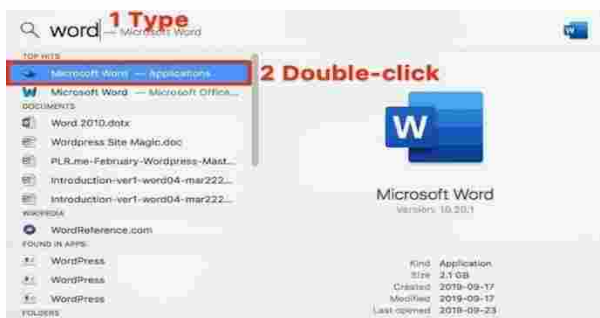 word — Microsoft Word
1 Type
TOP HITS
Microsoft Word — Applications
2 Double-click
Microsoft Word — Microsoft Office...
DOCUMENTS
Word 2010.dotx
Wordpress Site Magic.doc
PLR.me-February-Wordpress-Mast...
Introduction-ver1-word04-mar222...
Introduction-ver1-word04-mar222...
WIKIPEDIA
WordReference.com
FOUND IN APPS
WordPress
WordPress
WordPress
FOLDERS
W
Microsoft Word
Version: 16.29.1
Kind Application
Size 2.1 GB
Created 2019-09-17
Modified 2019-09-17
Last opened 2019-09-23